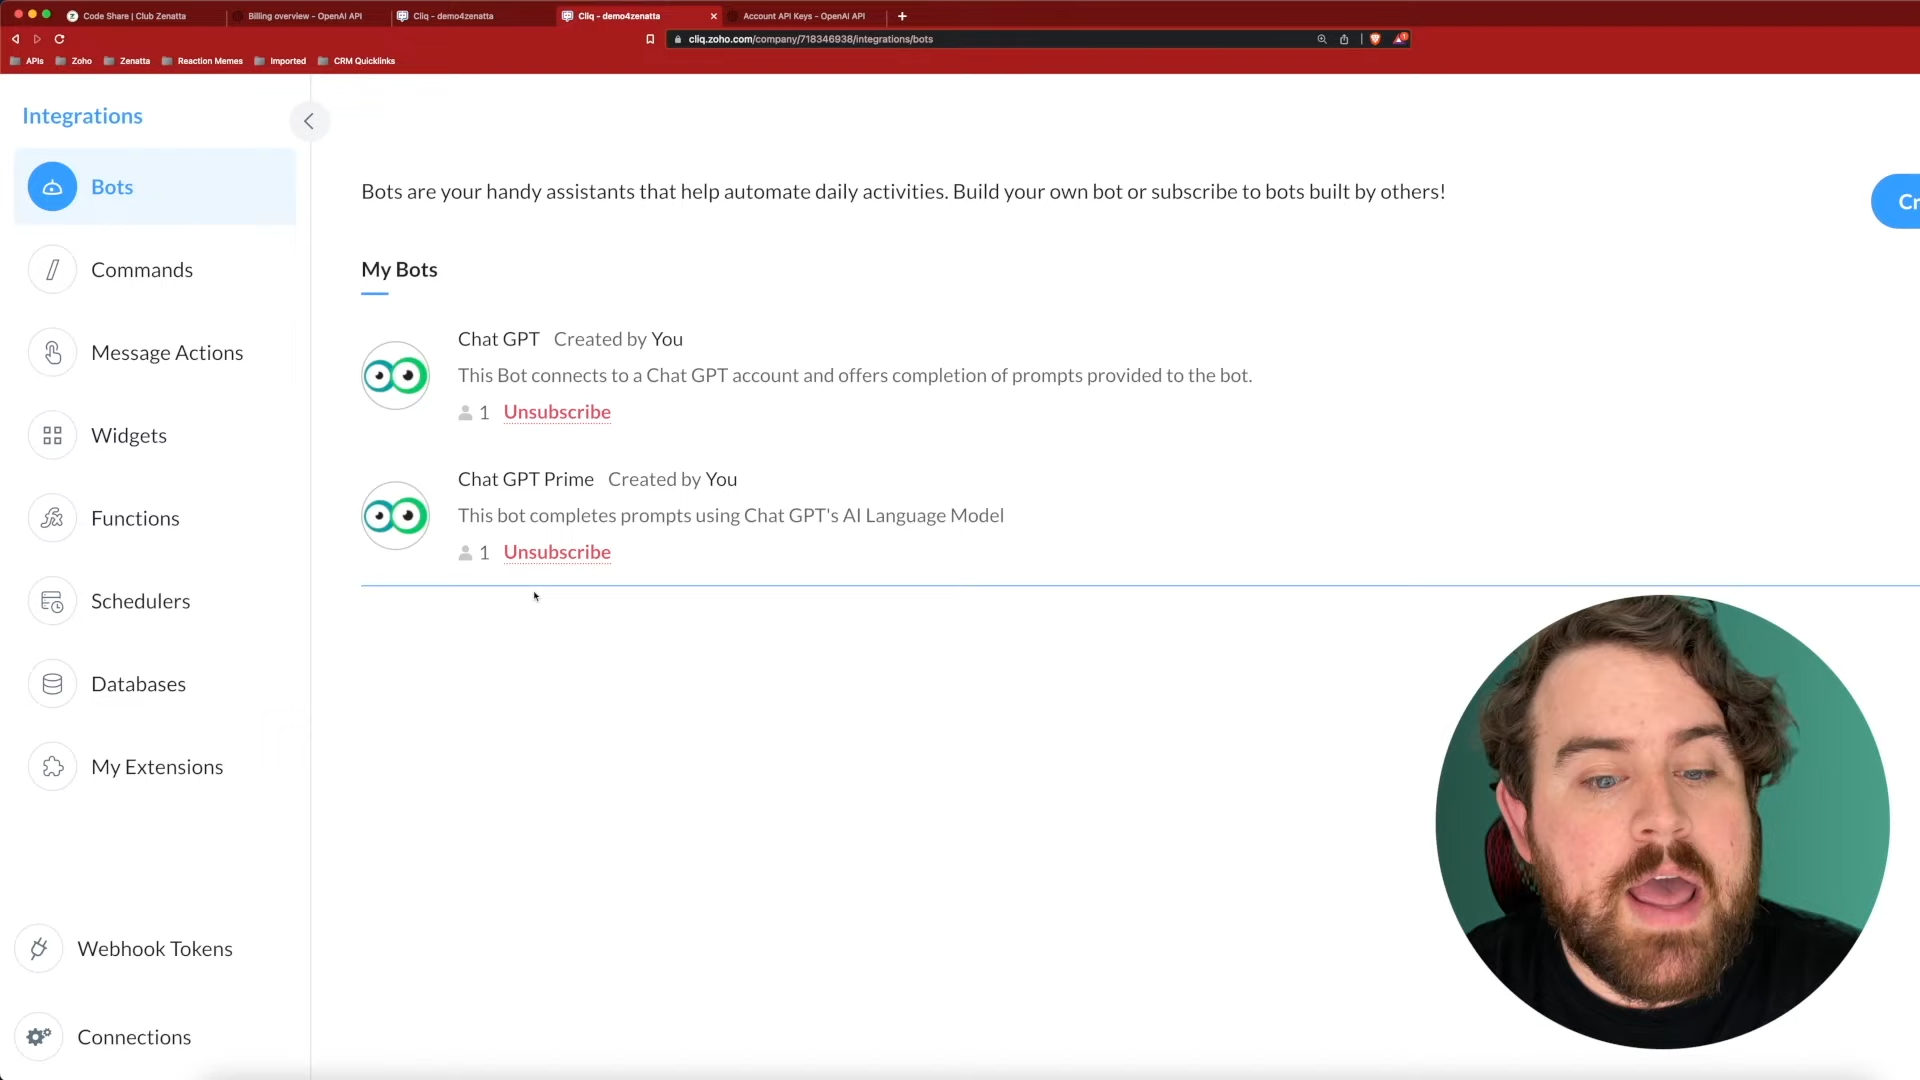 Code Share | Club Zenatta
Billing overview - OpenAI API
Cliq - demo4zenatta
Cliq - demo4zenatta
Account API Keys - OpenAI API
cliq.zoho.com/company/718346938/integrations/bots
APIs
Zoho
Zenatta
Reaction Memes
Imported
CRM Quicklinks
Integrations
Bots
Commands
Message Actions
Widgets
Functions
Schedulers
Databases
My Extensions
Webhook Tokens
Connections
Bots are your handy assistants that help automate daily activities. Build your own bot or subscribe to bots built by others!
Cr
My Bots
Chat GPT Created by You
This Bot connects to a Chat GPT account and offers completion of prompts provided to the bot.
1 Unsubscribe
Chat GPT Prime Created by You
This bot completes prompts using Chat GPT's AI Language Model
1 Unsubscribe